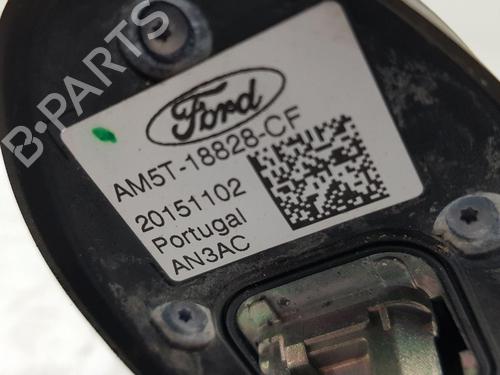 B-PARTS
Ford
AM5T-18828-CF
20151102
Portugal
AN3AC